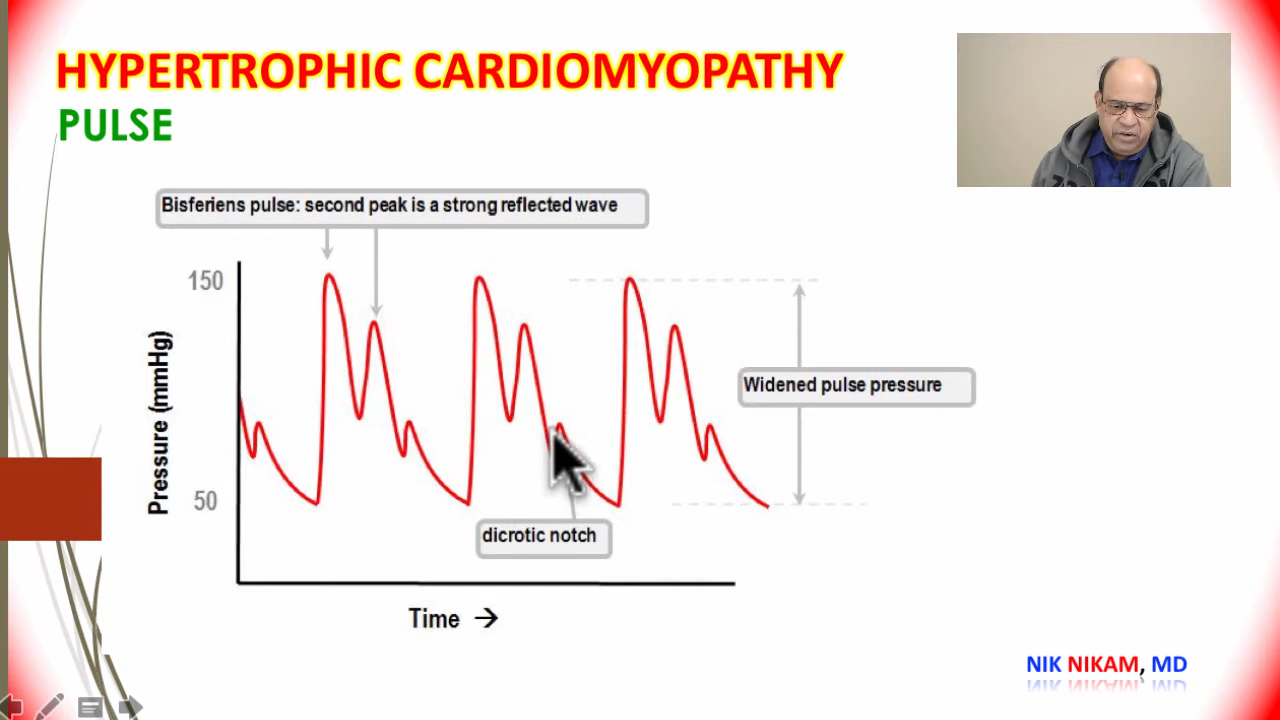 HYPERTROPHIC CARDIOMYOPATHY
PULSE
Bisferiens pulse: second peak is a strong reflected wave
150
Pressure (mmHg)
Widened pulse pressure
50
dicrotic notch
Time →
NIK NIKAM, MD